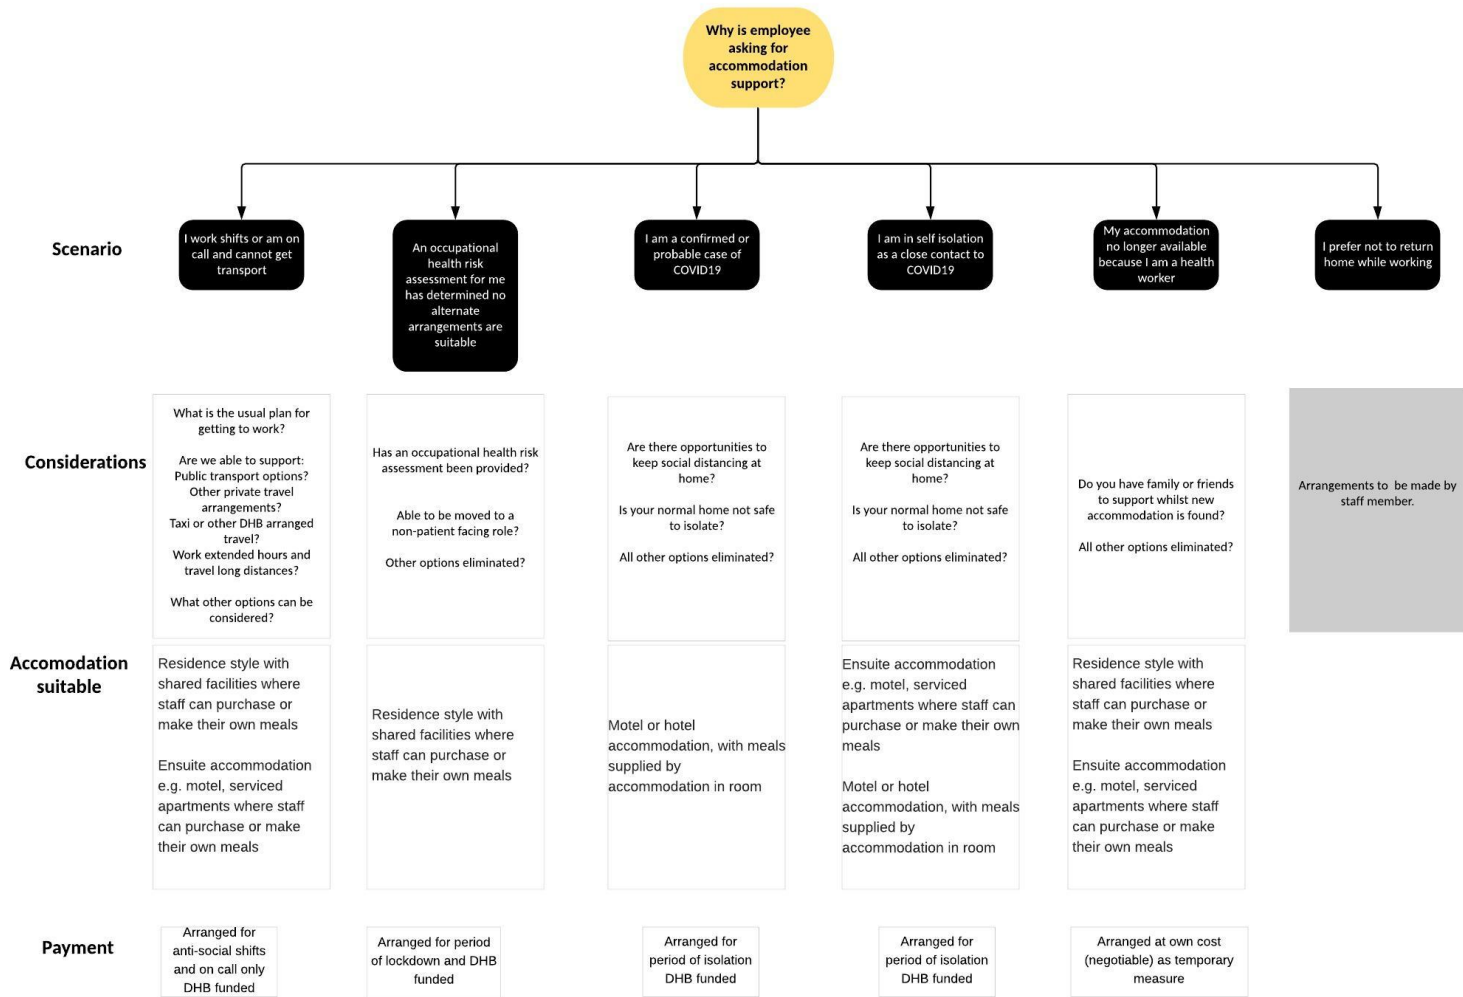 Why is employee
asking for
accommodation
support?
Scenario
I work shifts or am on
call and cannot get
transport
An occupational
health risk
assessment for me
has determined no
alternate
arrangements are
suitable
I am a confirmed or
probable case of
COVID19
I am in self isolation
as a close contact to
COVID19
My accommodation
no longer available
because I am a health
worker
I prefer not to return
home while working
Considerations
What is the usual plan for
getting to work?
Are we able to support:
Public transport options?
Other private travel
arrangements?
Taxi or other DHB arranged
travel?
Work extended hours and
travel long distances?
What other options can be
considered?
Has an occupational health risk
assessment been provided?
Able to be moved to a
non-patient facing role?
Other options eliminated?
Are there opportunities to
keep social distancing at
home?
Is your normal home not safe
to isolate?
All other options eliminated?
Are there opportunities to
keep social distancing at
home?
Is your normal home not safe
to isolate?
All other options eliminated?
Do you have family or friends
to support whilst new
accommodation is found?
All other options eliminated?
Arrangements to  be made by
staff member.
Accomodation
suitable
Residence style with
shared facilities where
staff can purchase or
make their own meals
Ensuite accommodation
e.g. motel, serviced
apartments where staff
can purchase or make
their own meals
Residence style with
shared facilities where
staff can purchase or
make their own meals
Motel or hotel
accommodation, with meals
supplied by
accommodation in room
Ensuite accommodation
e.g. motel, serviced
apartments where staff can
purchase or make their own
meals
Motel or hotel
accommodation, with meals
supplied by
accommodation in room
Residence style with
shared facilities where
staff can purchase or
make their own meals
Ensuite accommodation
e.g. motel, serviced
apartments where staff
can purchase or make
their own meals
Payment
Arranged for
anti-social shifts
and on call only
DHB funded
Arranged for period
of lockdown and DHB
funded
Arranged for
period of isolation
DHB funded
Arranged for
period of isolation
DHB funded
Arranged at own cost
(negotiable) as temporary
measure